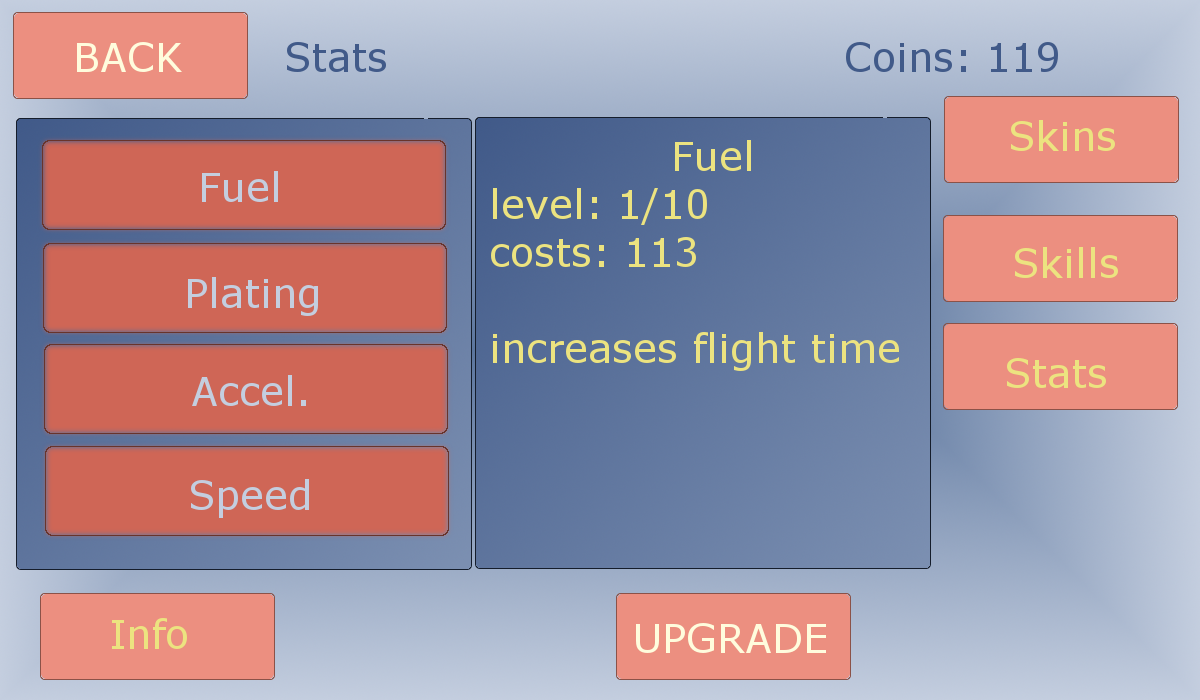 BACK
Stats
Coins: 119
Fuel
Plating
Accel.
Speed
Fuel
level: 1/10
costs: 113
increases flight time
Skins
Skills
Stats
Info
UPGRADE